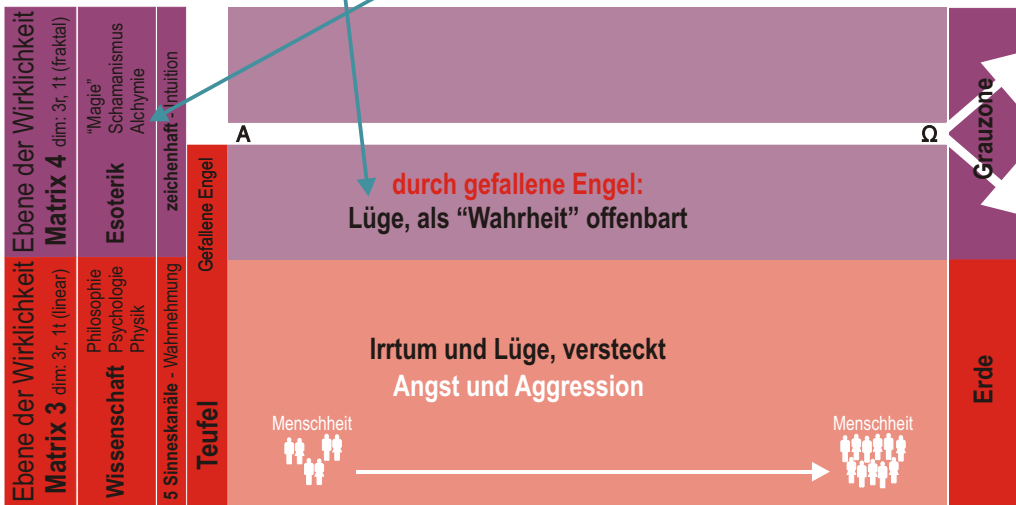 Ebene der Wirklichkeit
Matrix 4 dim: 3r, 1t (fraktal)
Esoterik
"Magie"
Schamanismus
Alchymie
zeichenhaft - Intuition
Gefallene Engel
A
Ω
durch gefallene Engel:
Lüge, als “Wahrheit” offenbart
Grauzone
Ebene der Wirklichkeit
Matrix 3 dim: 3r, 1t (linear)
Wissenschaft
Philosophie
Psychologie
Physik
5 Sinneskanäle - Wahrnehmung
Teufel
Irrtum und Lüge, versteckt
Angst und Aggression
Menschheit
Menschheit
Erde